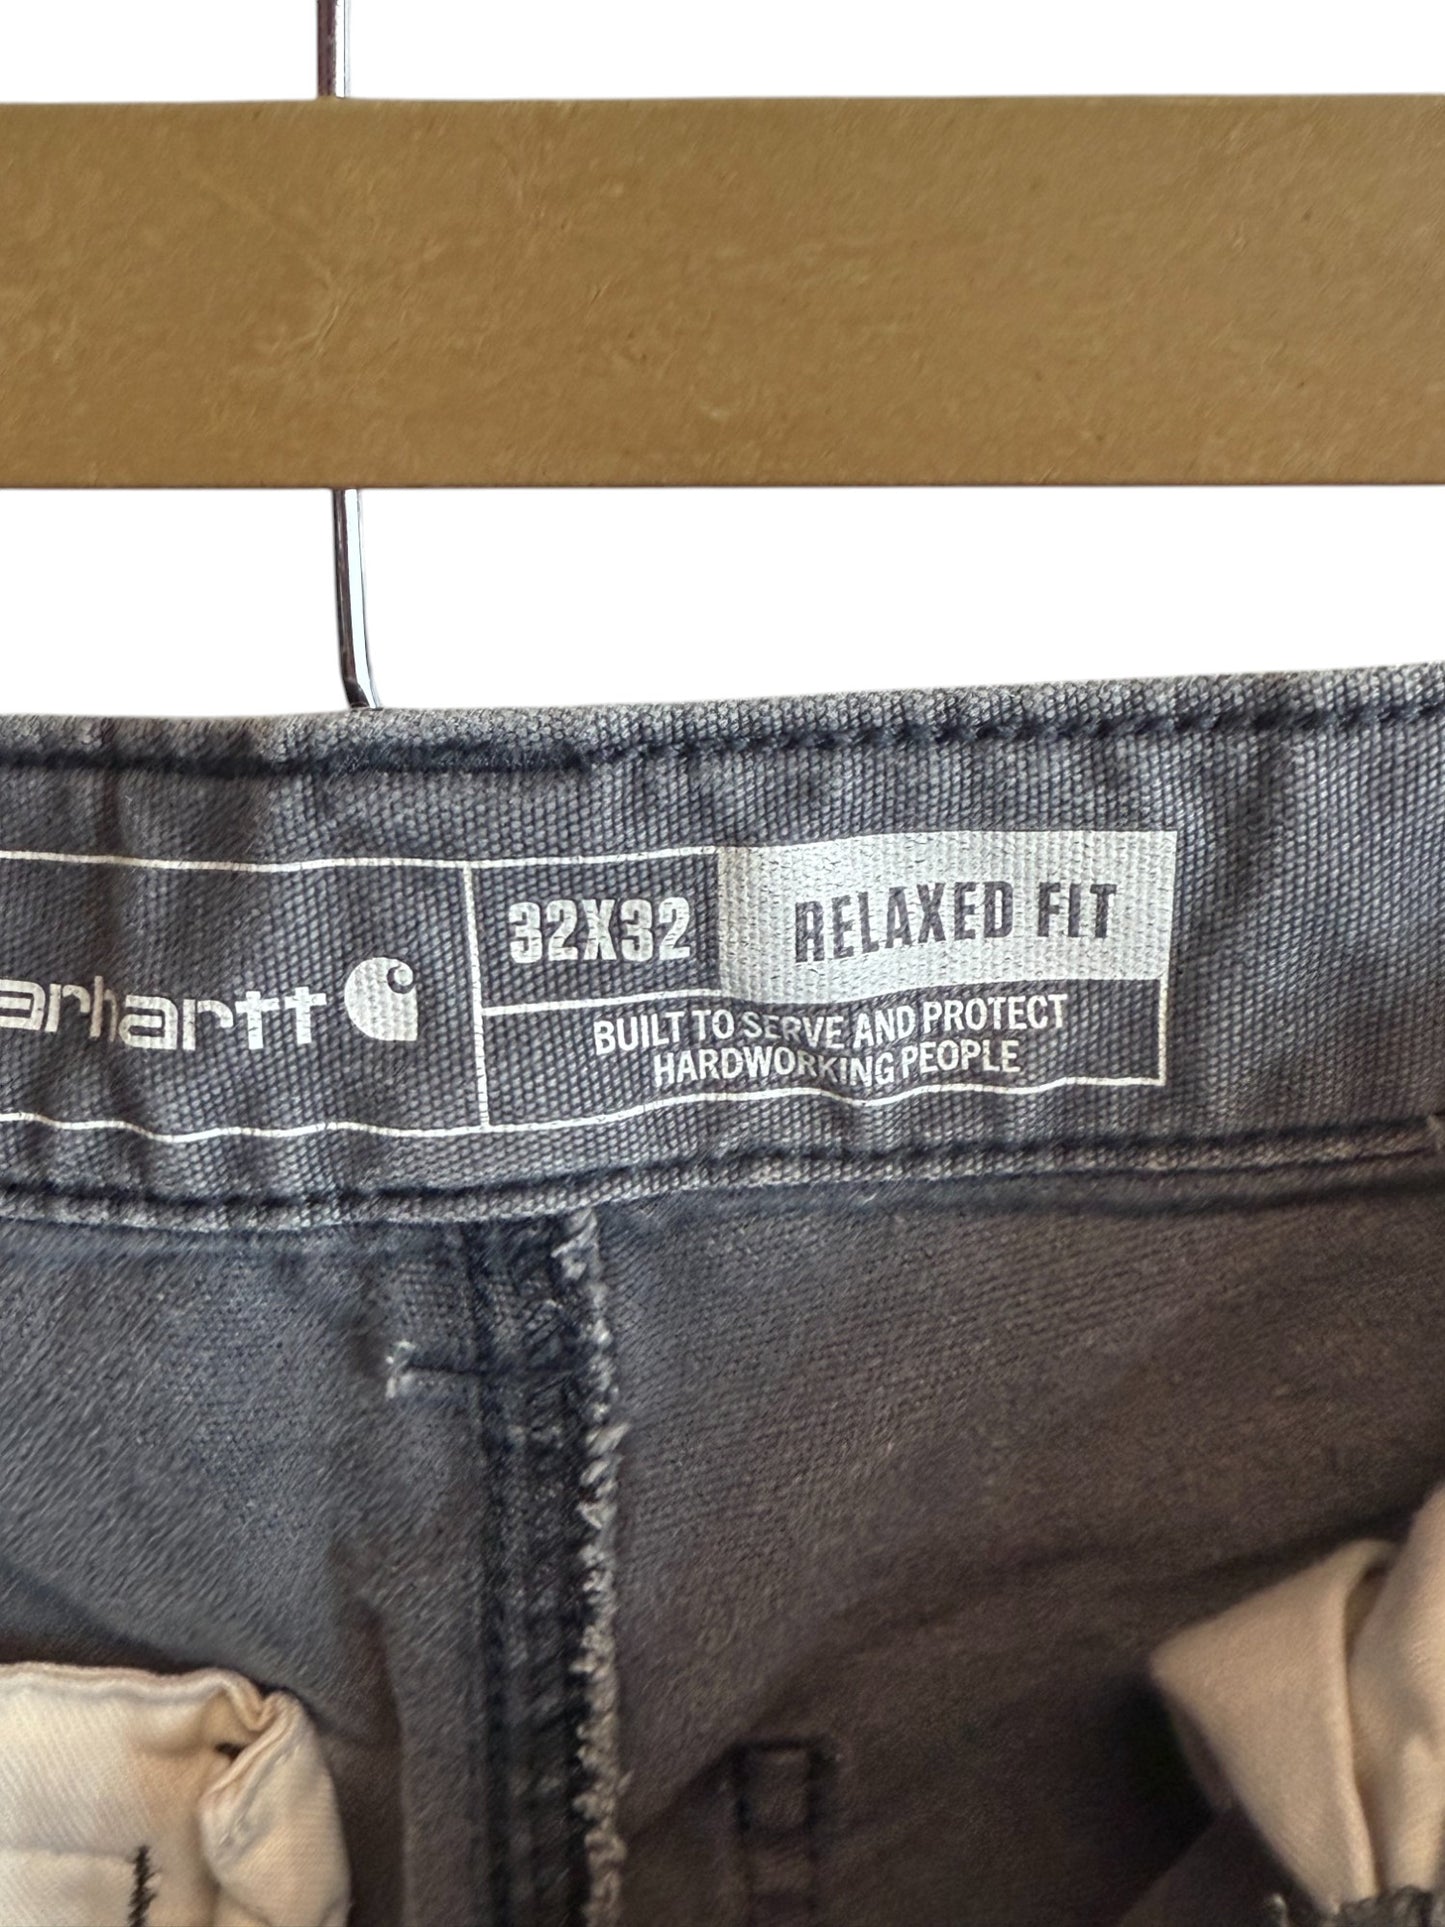 arhartt
32X32
RELAXED FIT
BUILT TO SERVE AND PROTECT
HARDWORKING PEOPLE